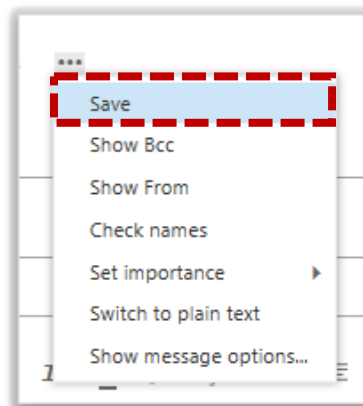 •••
Save
Show Bcc
Show From
Check names
Set importance
Switch to plain text
Show message options...
I